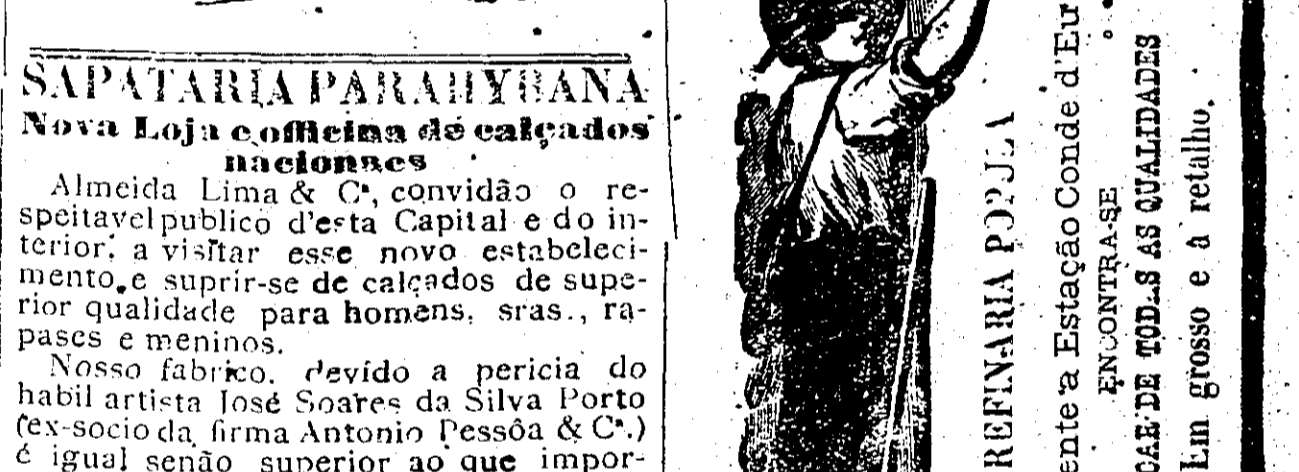 SAPATARIA PARAHYBANA
Nova Loja e officina de calçados
nacionaes
Almeida Lima & Cª, convidão o re-
speitavel publico d'esta Capital e do in-
terior, a visitar esse novo estabeleci-
mento, e suprir-se de calçados de supe-
rior qualidade para homens, sras., ra-
pases e meninos.
Nosso fabrico, devido a pericia do
habil artista José Soares da Silva Porto
(ex-socio da firma Antonio Pessôa & Cª.)
é igual senão superior ao que impor-
REFINARIA
ente a Estação Conde d'Eu
ENCONTRA-SE
DE TODAS AS QUALIDADES
Em grosso e à retalho.